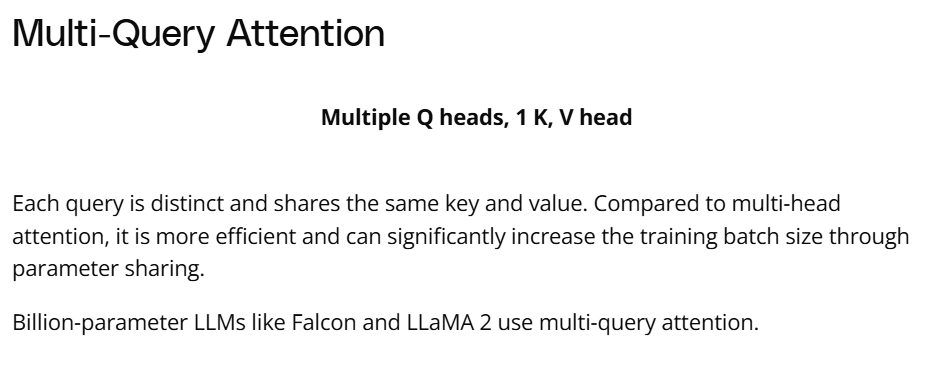 Multi-Query Attention
Multiple Q heads, 1 K, V head
Each query is distinct and shares the same key and value. Compared to multi-head
attention, it is more efficient and can significantly increase the training batch size through
parameter sharing.
Billion-parameter LLMs like Falcon and LLaMA 2 use multi-query attention.